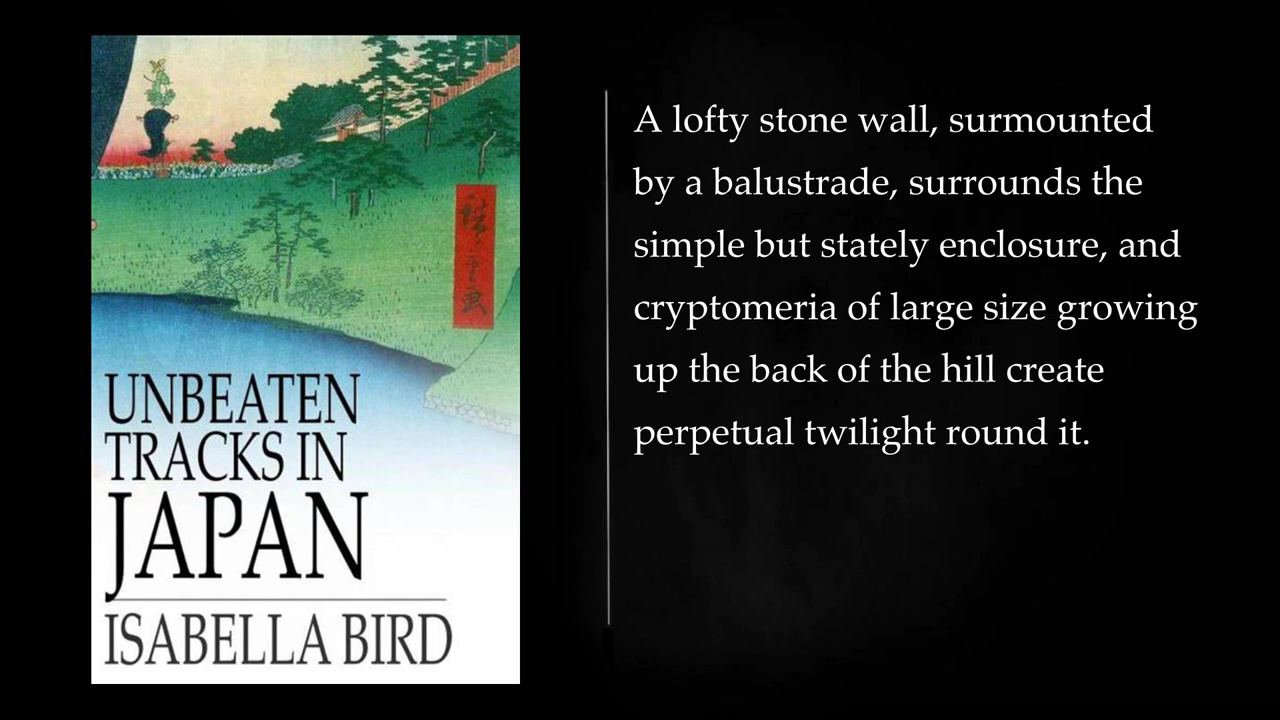 UNBEATEN
TRACKS IN
JAPAN
ISABELLA BIRD
A lofty stone wall, surmounted
by a balustrade, surrounds the
simple but stately enclosure, and
cryptomeria of large size growing
up the back of the hill create
perpetual twilight round it.